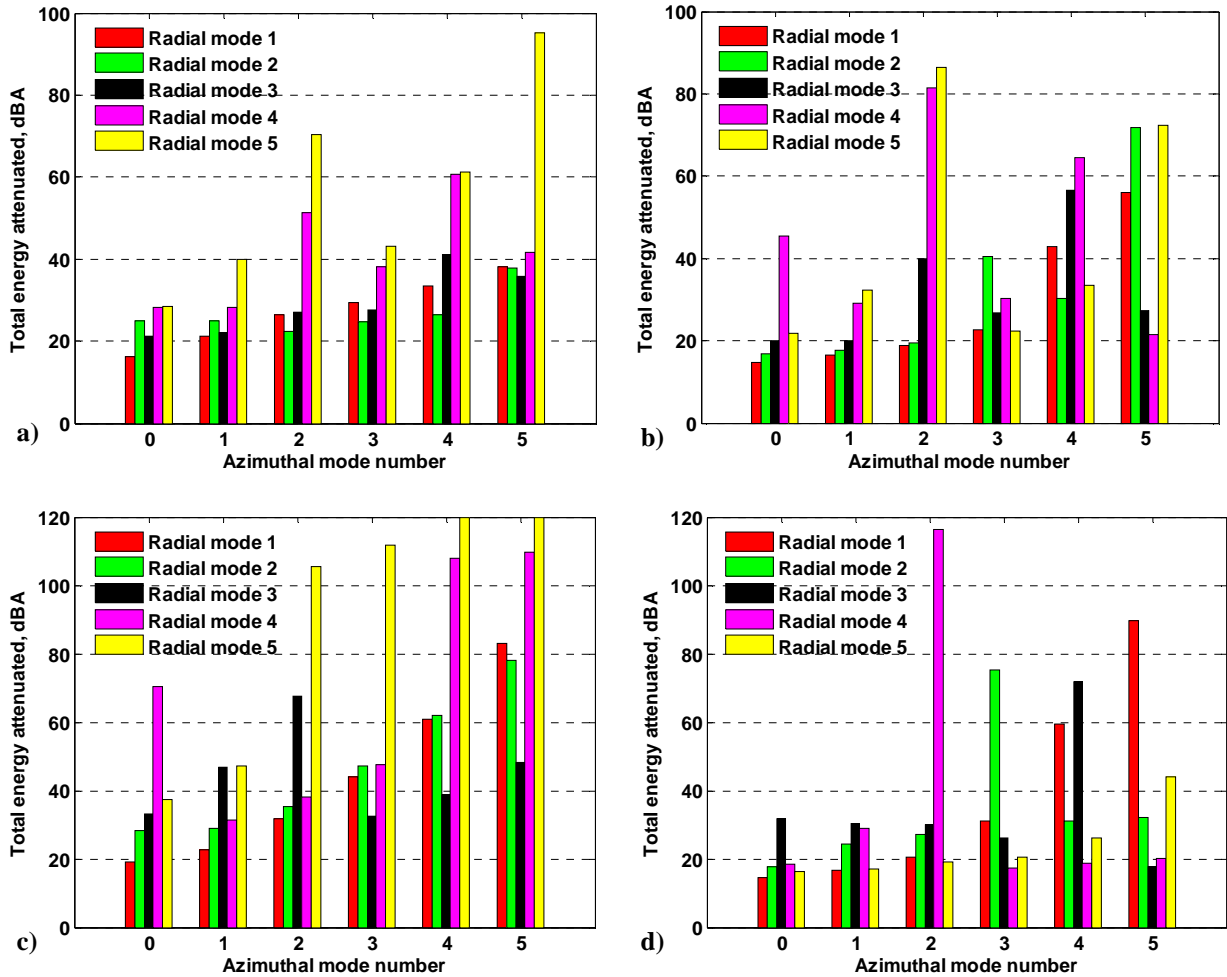 100
80
60
40
20
0
Total energy attenuated, dBA
Radial mode 1
Radial mode 2
Radial mode 3
Radial mode 4
Radial mode 5
0 1 2 3 4 5
Azimuthal mode number
a)
100
80
60
40
20
0
Total energy attenuated, dBA
Radial mode 1
Radial mode 2
Radial mode 3
Radial mode 4
Radial mode 5
0 1 2 3 4 5
Azimuthal mode number
b)
120
100
80
60
40
20
0
Total energy attenuated, dBA
Radial mode 1
Radial mode 2
Radial mode 3
Radial mode 4
Radial mode 5
0 1 2 3 4 5
Azimuthal mode number
c)
120
100
80
60
40
20
0
Total energy attenuated, dBA
Radial mode 1
Radial mode 2
Radial mode 3
Radial mode 4
Radial mode 5
0 1 2 3 4 5
Azimuthal mode number
d)